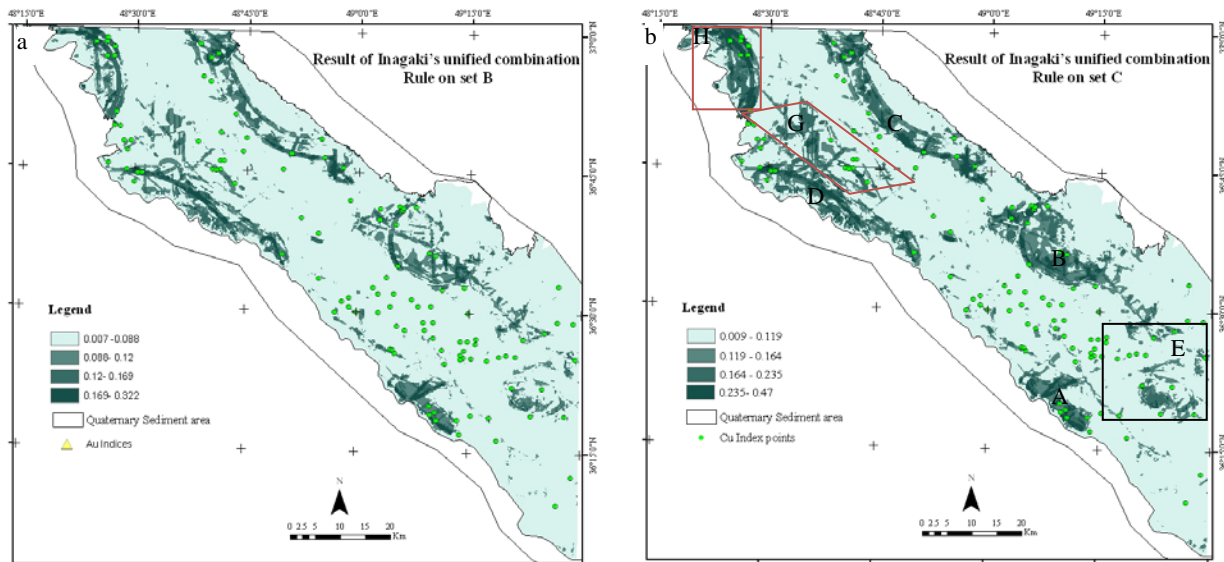 48°15'0"E 48°30'0"E 48°45'0"E 49°0'0"E 49°15'0"E
a
Result of Inagaki's unified combination
Rule on set B
37°0'0"N
36°45'0"N
36°30'0"N
36°15'0"N
Legend
0.007 -0.088
0.088- 0.12
0.12- 0.169
0.169- 0.322
Quaternary Sediment area
Au Indices
N
0 2.5 5 10 15 20
Km
48°15'0"E 48°30'0"E 48°45'0"E 49°0'0"E 49°15'0"E
b
H
Result of Inagaki's unified combination
Rule on set C
G
C
D
B
E
A
Legend
0.009 - 0.119
0.119 - 0.164
0.164 - 0.235
0.235- 0.47
Quaternary Sediment area
Cu Index points
N
0 2.5 5 10 15 20
Km